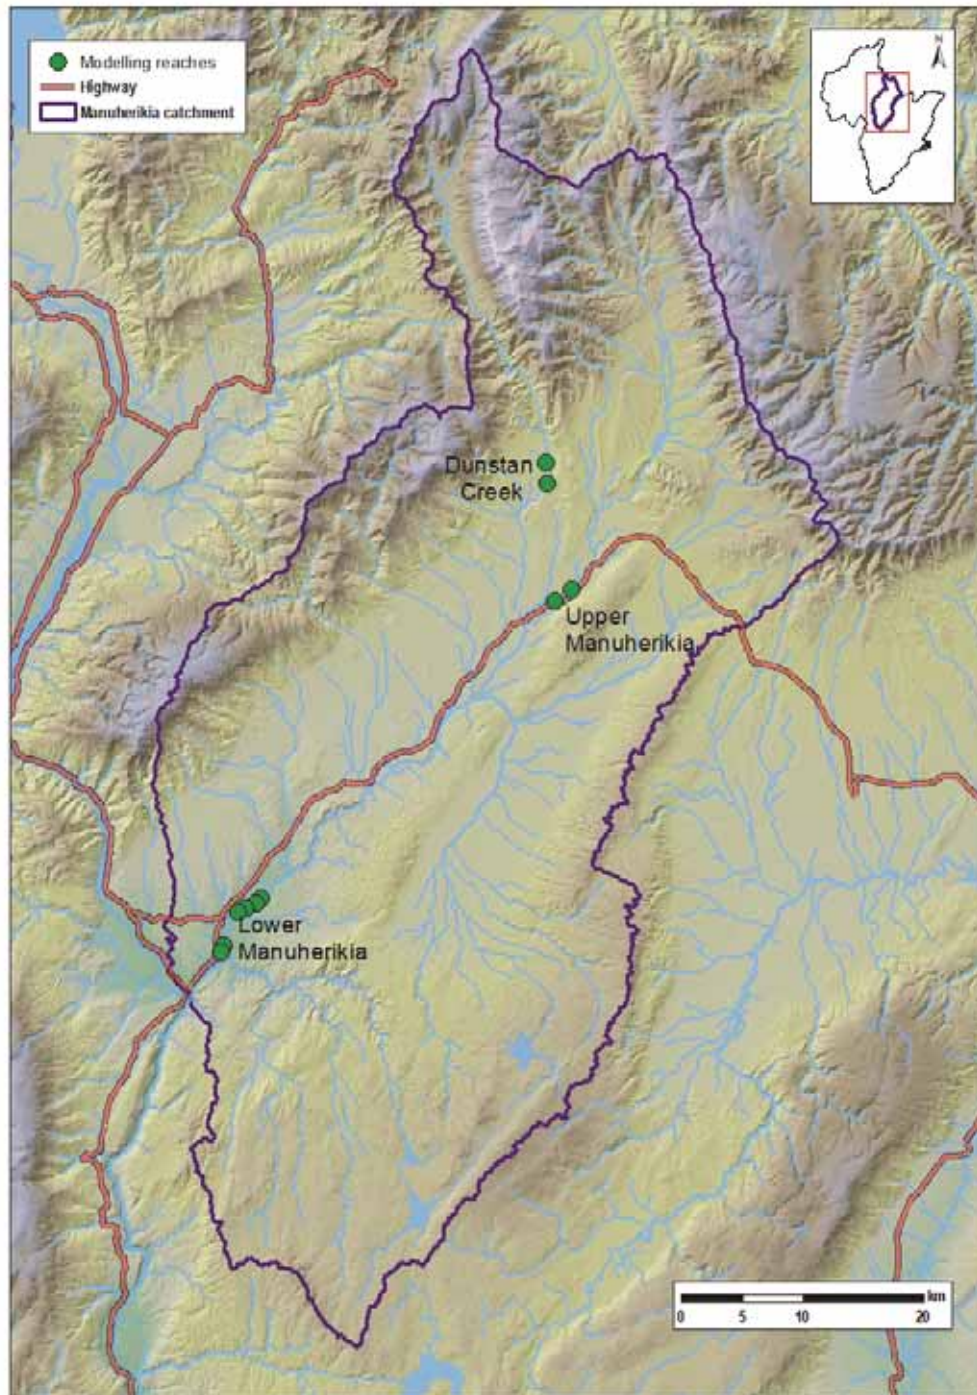 Modelling reaches
Highway
Manuherikia catchment
N
Dunstan
Creek
Upper
Manuherikia
Lower
Manuherikia
km
0 5 10 20